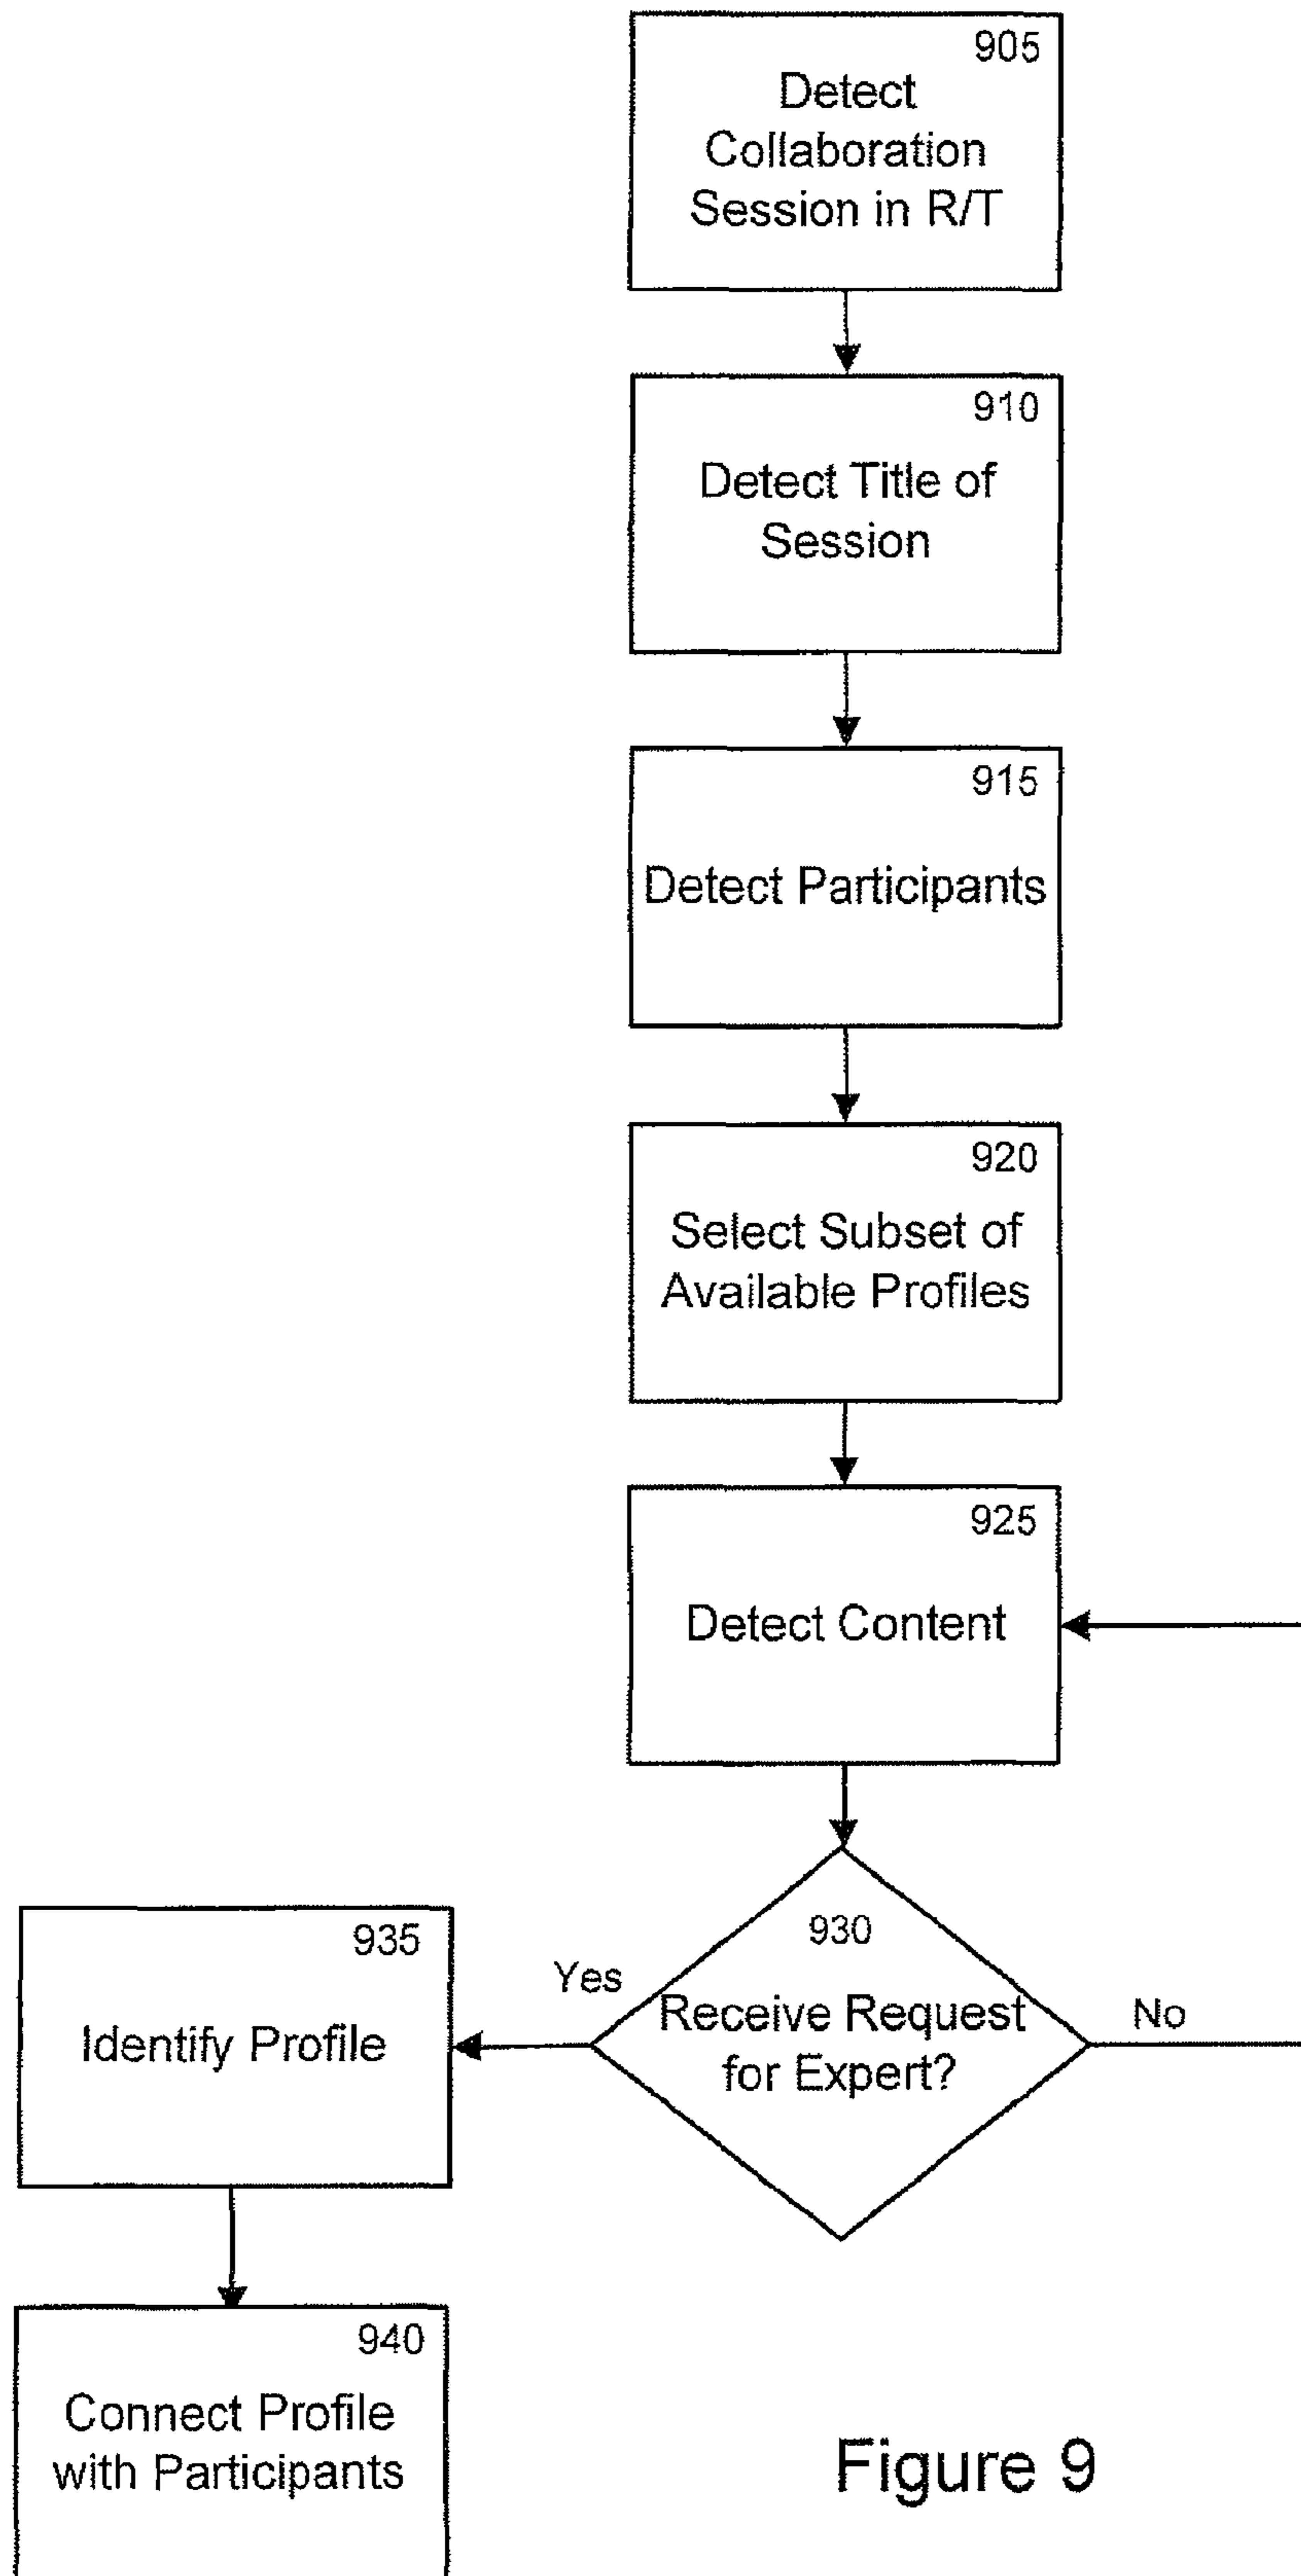 905
Detect
Collaboration
Session in R/T
910
Detect Title of
Session
915
Detect Participants
920
Select Subset of
Available Profiles
925
Detect Content
930
Receive Request
for Expert?
Yes
No
935
Identify Profile
940
Connect Profile
with Participants
Figure 9